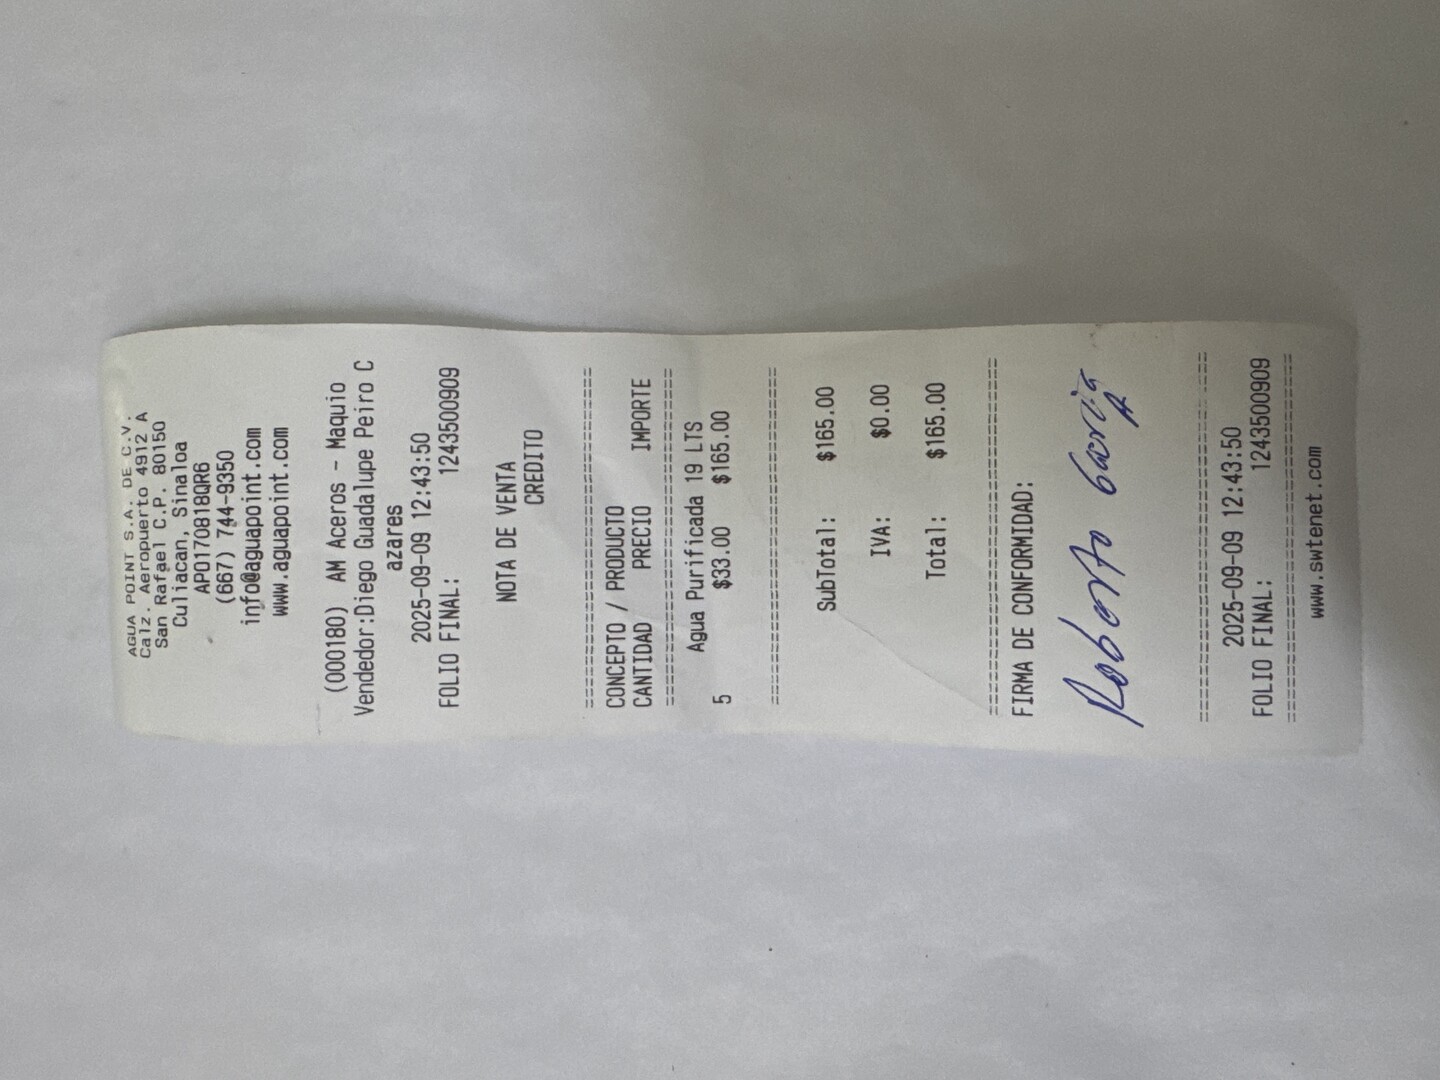 AGUA POINT S.A. DE C.V.
Calz. Aeropuerto 4912 A
San Rafael C.P. 80150
Culiacan, Sinaloa
APO170818QR6
(667) 744-9350
info@aguapoint.com
www.aguapoint.com
(000180) AM Aceros - Maquio
Vendedor:Diego Guadalupe Peiro C
azares
2025-09-09 12:43:50
FOLIO FINAL: 1243500909
NOTA DE VENTA
CREDITO
================================
CONCEPTO / PRODUCTO
CANTIDAD PRECIO IMPORTE
================================
Agua Purificada 19 LTS
5 $33.00 $165.00
================================
SubTotal: $165.00
IVA: $0.00
Total: $165.00
================================
FIRMA DE CONFORMIDAD:
Roberto Garcia A
================================
2025-09-09 12:43:50
FOLIO FINAL: 1243500909
================================
www.swtenet.com